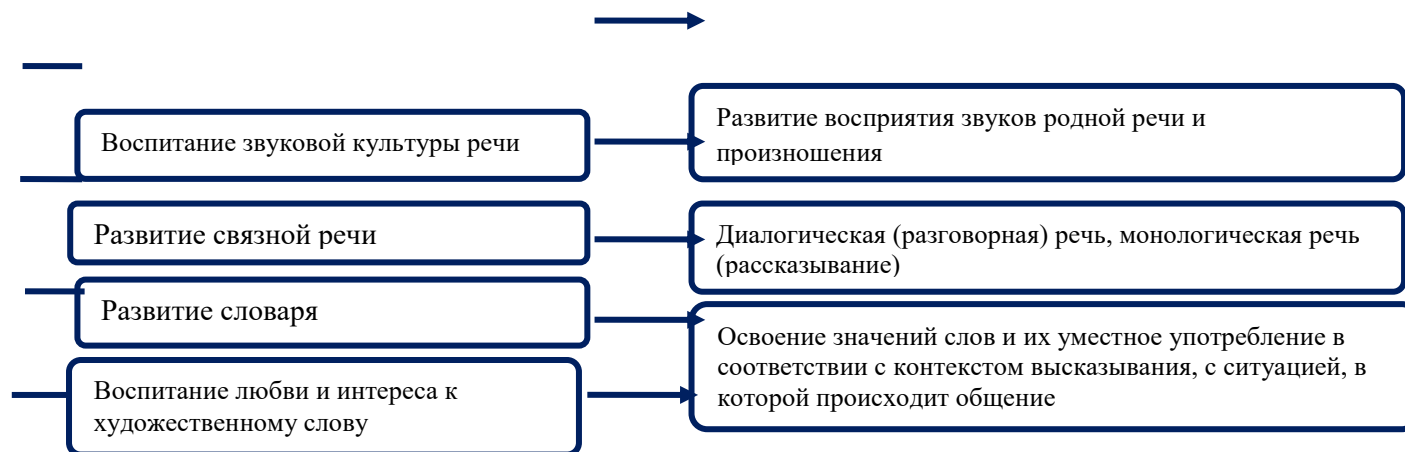 Воспитание звуковой культуры речи
Развитие восприятия звуков родной речи и
произношения
Развитие связной речи
Диалогическая (разговорная) речь, монологическая речь
(рассказывание)
Развитие словаря
Освоение значений слов и их уместное употребление в
соответствии с контекстом высказывания, с ситуацией, в
которой происходит общение
Воспитание любви и интереса к
художественному слову